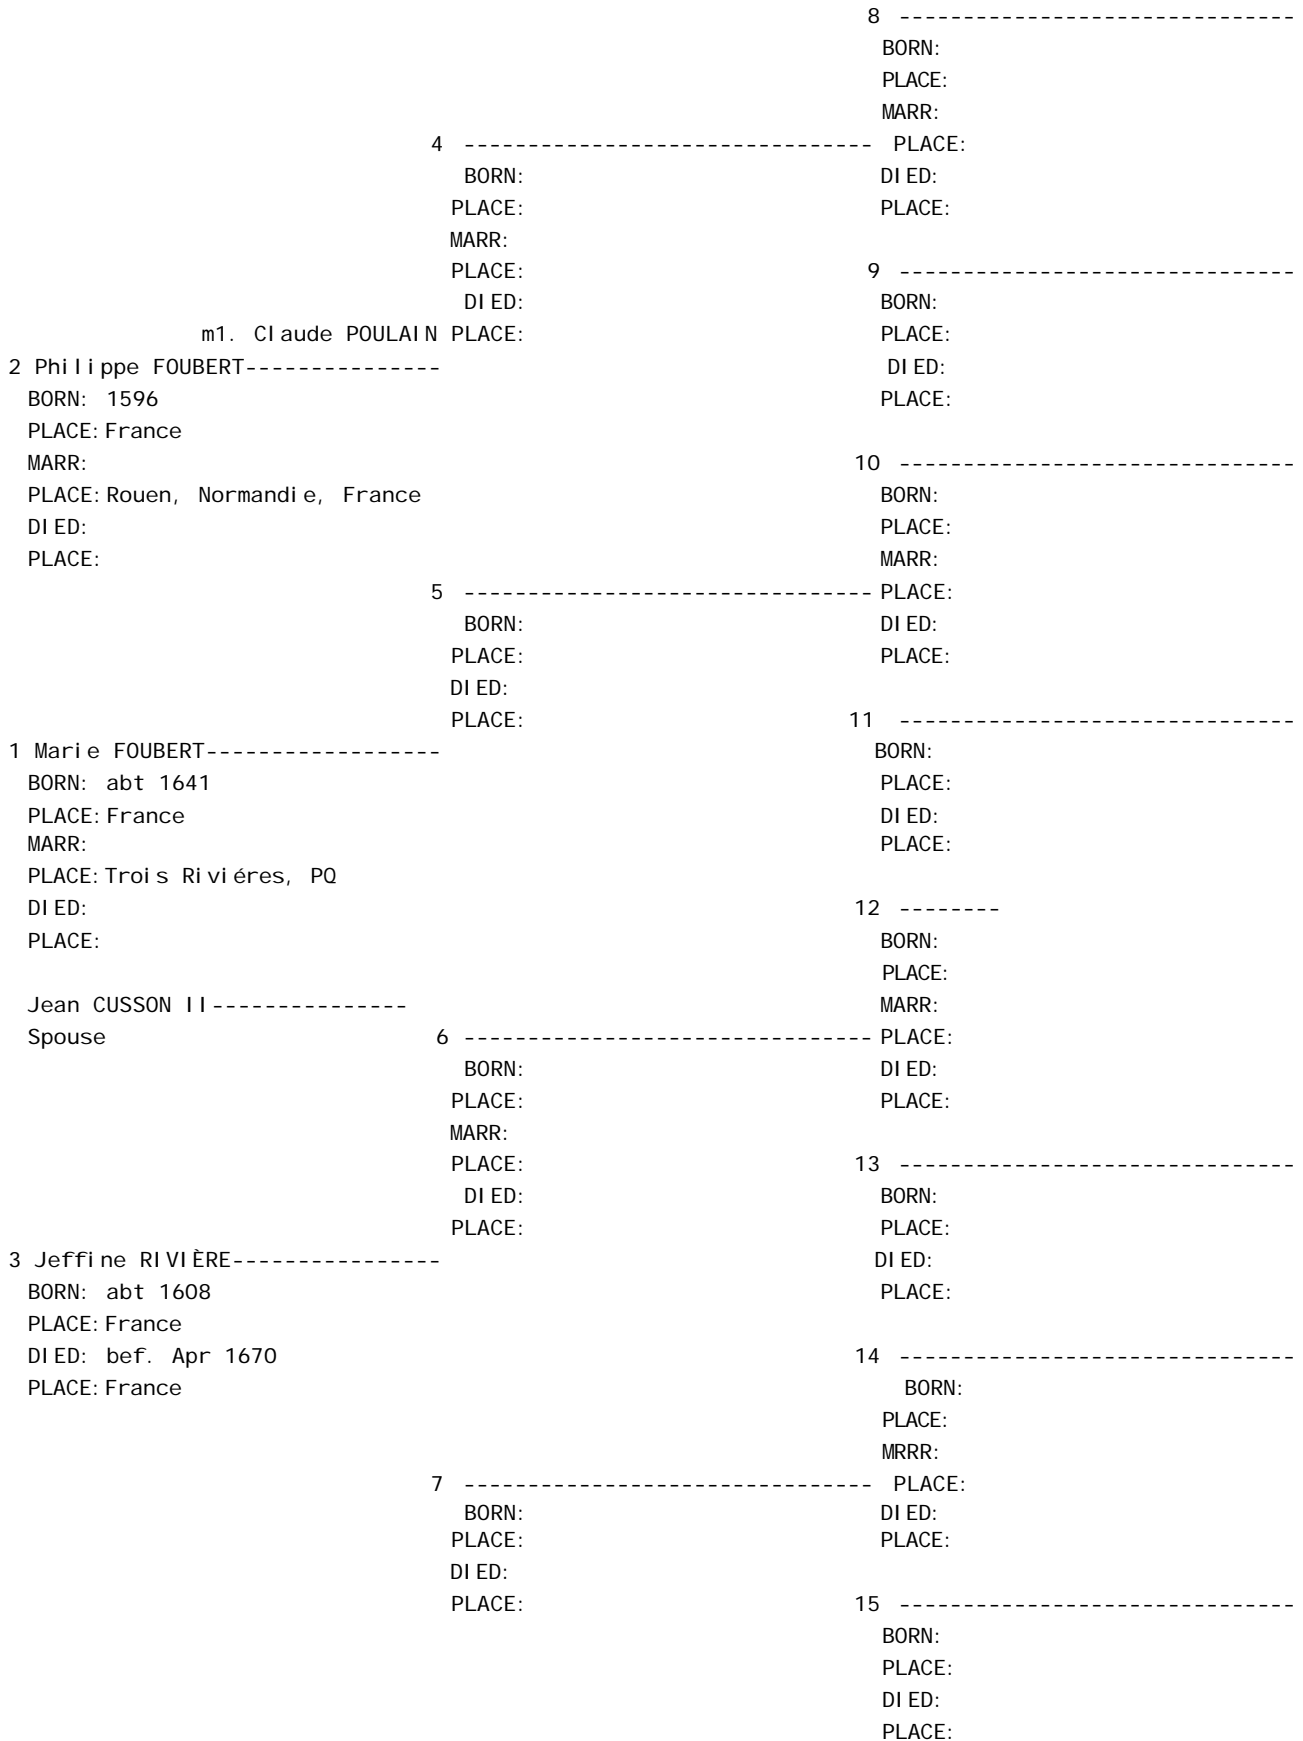 8 -------------------------------
BORN:
PLACE:
MARR:
4 -------------------------------- PLACE:
BORN: DIED:
PLACE: PLACE:
MARR:
PLACE: 9 -------------------------------
DIED: BORN:
m1. Claude POULAIN PLACE: PLACE:
2 Philippe FOUBERT--------------- DIED:
BORN: 1596 PLACE:
PLACE:France
MARR: 10 -------------------------------
PLACE:Rouen, Normandie, France BORN:
DIED: PLACE:
PLACE: MARR:
5 -------------------------------- PLACE:
BORN: DIED:
PLACE: PLACE:
DIED:
PLACE: 11 -------------------------------
1 Marie FOUBERT------------------ BORN:
BORN: abt 1641 PLACE:
PLACE:France DIED:
MARR: PLACE:
PLACE:Trois Riviéres, PQ
DIED: 12 --------
PLACE: BORN:
PLACE:
Jean CUSSON II--------------- MARR:
Spouse 6 -------------------------------- PLACE:
BORN: DIED:
PLACE: PLACE:
MARR:
PLACE: 13 -------------------------------
DIED: BORN:
PLACE: PLACE:
3 Jeffine RIVIÈRE---------------- DIED:
BORN: abt 1608 PLACE:
PLACE:France
DIED: bef. Apr 1670 14 -------------------------------
PLACE:France BORN:
PLACE:
MRRR:
7 -------------------------------- PLACE:
BORN: DIED:
PLACE: PLACE:
DIED:
PLACE: 15 -------------------------------
BORN:
PLACE:
DIED:
PLACE: